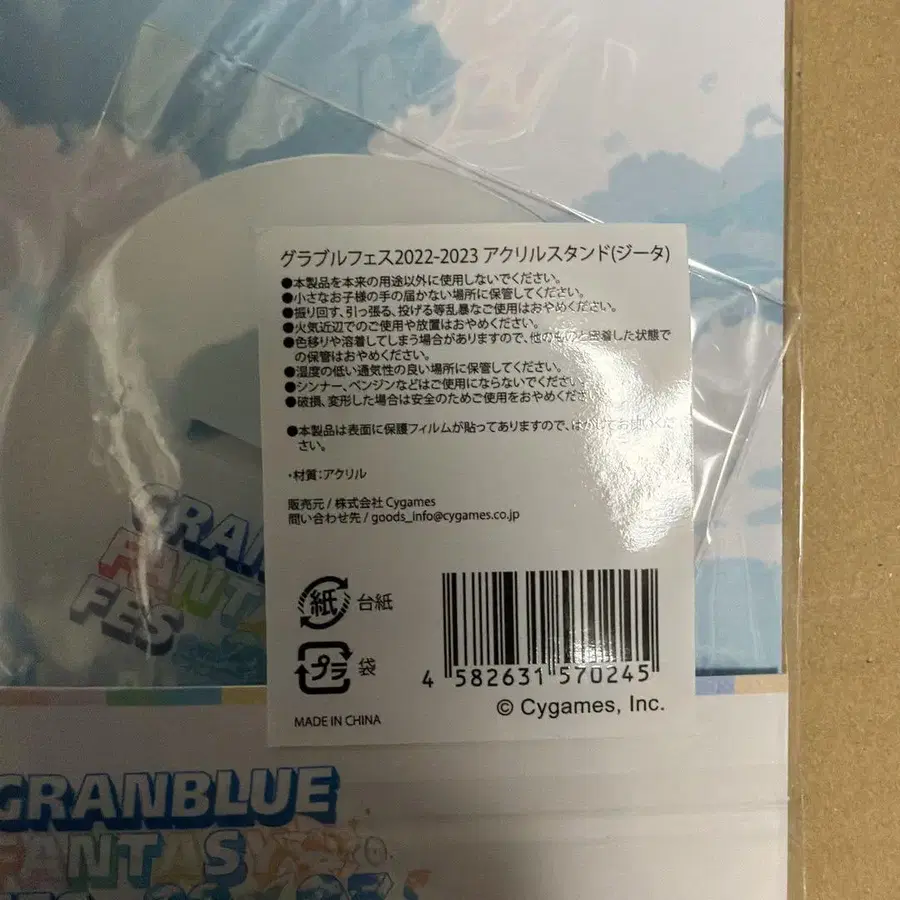 グラブルフェス2022-2023 アクリルスタンド(ジータ)
●本製品を本来の用途以外に使用しないでください。
●小さなお子様の手の届かない場所に保管してください。
●振り回す、引っ張る、投げる等乱暴なご使用はおやめください。
●火気近辺でのご使用や放置はおやめください。
●色移りや溶着してしまう場合がありますので、他のものと密着した状態で
の保管はおやめください。
●湿度の低い通気性の良い場所に保管してください。
●シンナー、ベンジンなどはご使用にならないでください。
●破損、変形した場合は安全のためご使用をおやめください
●本製品は表面に保護フィルムが貼ってありますので、はがしてお使いくださ
い。
・材質:アクリル
販売元 / 株式会社 Cygames
問い合わせ先 / goods_info@cygames.co.jp
GRAN
FANTA
FES
紙 台紙
プラ 袋
4 582631 570245
MADE IN CHINA
© Cygames, Inc.
GRANBLUE
FANTASY